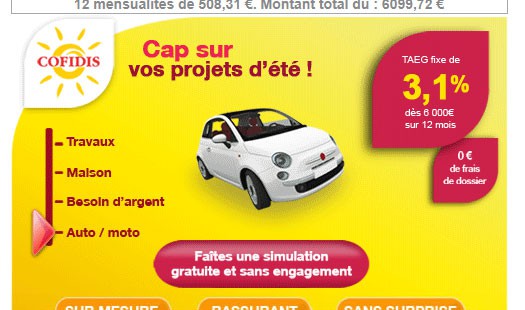 12 mensualités de 508,31 €. Montant total du : 6099,72 €
COFIDIS
Cap sur
vos projets d'été !
TAEG fixe de
3,1%
dès 6 000€
sur 12 mois
0 €
de frais
de dossier
Travaux
Maison
Besoin d'argent
Auto / moto
Faîtes une simulation
gratuite et sans engagement
SUR MESURE
RASSURANT
SANS SURPRISE